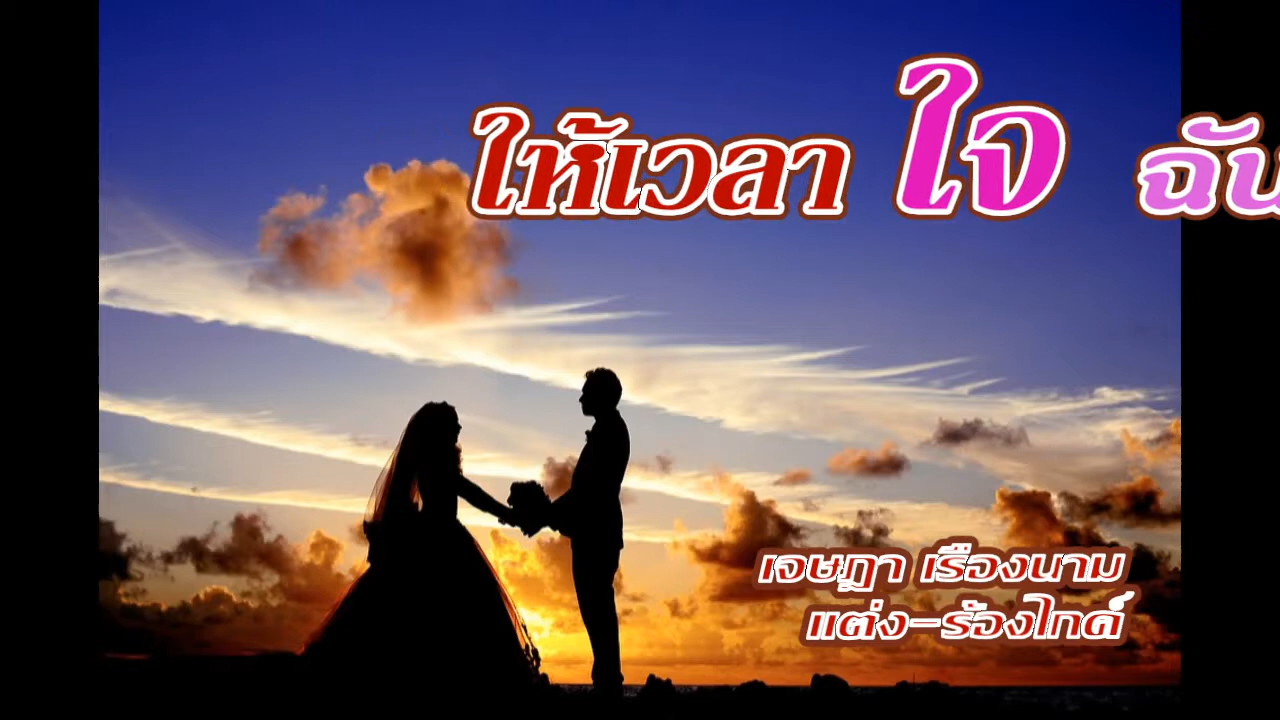 ให้เวลา ใจ ฉัน
เจษฎา เรืองนาม
แต่ง-ร้องไกด์